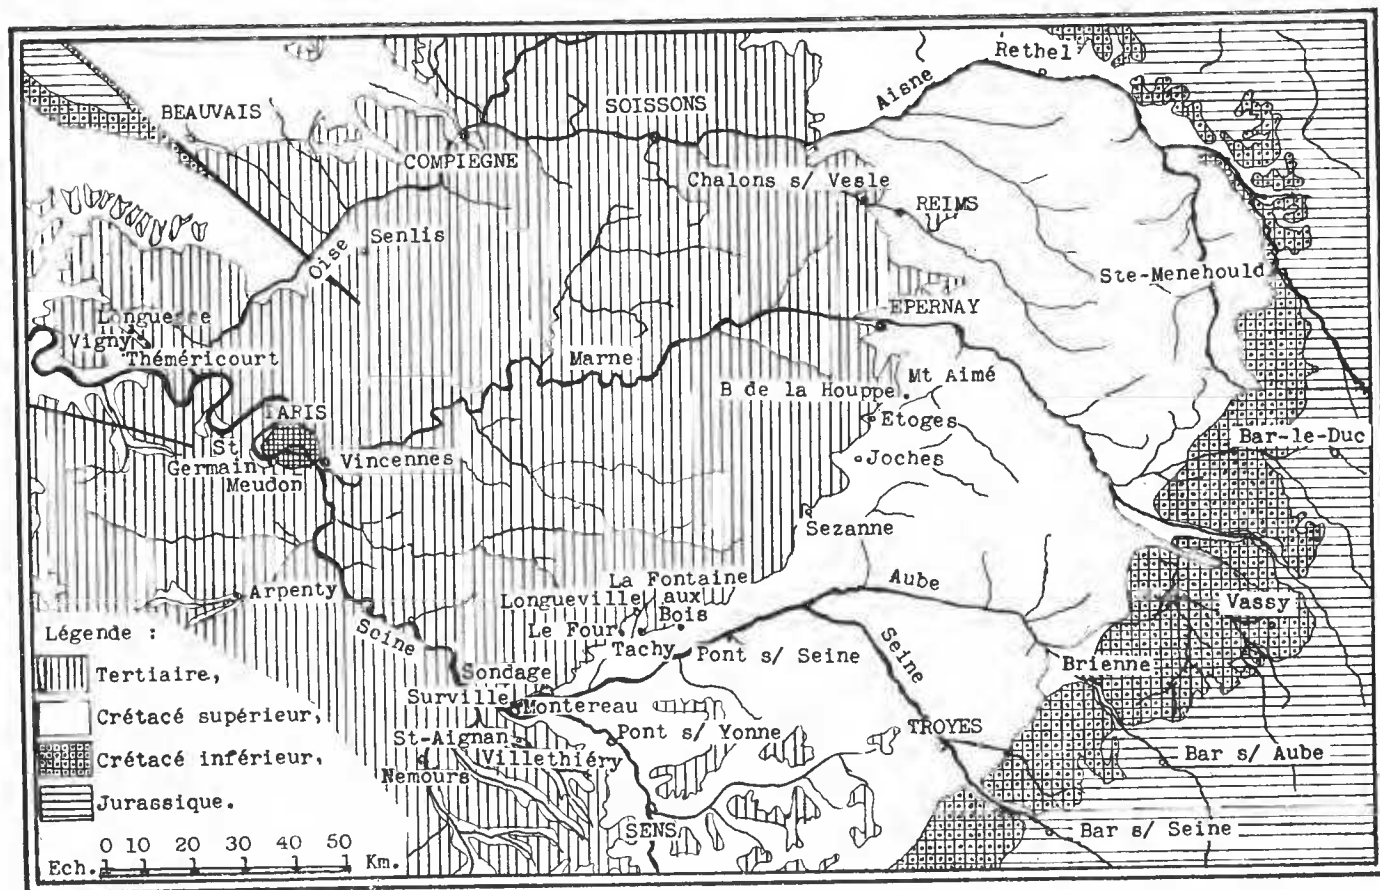 Rethel
Aisne
BEAUVAIS
SOISSONS
COMPIEGNE
Chalons s/ Vesle
REIMS
Senlis
Oise
Ste-Menehould
EPERNAY
Longuesse
Vigny
Théméricourt
Marne
Mt Aimé
B de la Houppe.
Etoges
PARIS
Bar-le-Duc
St
Germain
Vincennes
Joches
Meudon
Sezanne
Arpenty
La Fontaine
aux
Bois
Aube
Longueville
Vassy
Légende :
Seine
Le Four
Tachy
Pont s/ Seine
Seine
Brienne
Tertiaire,
Sondage
Surville
Montereau
Crétacé supérieur,
TROYES
St-Aignan
Pont s/ Yonne
Bar s/ Aube
Crétacé inférieur,
Villethiéry
Nemours
Jurassique.
SENS
Bar s/ Seine
0 10 20 30 40 50
Ech. Km.